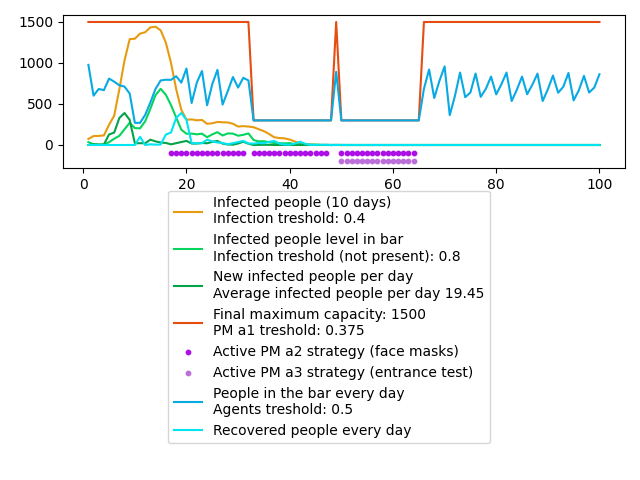 1500
1000
500
0
0 20 40 60 80 100
Infected people (10 days)
Infection treshold: 0.4
Infected people level in bar
Infection treshold (not present): 0.8
New infected people per day
Average infected people per day 19.45
Final maximum capacity: 1500
PM a1 treshold: 0.375
Active PM a2 strategy (face masks)
Active PM a3 strategy (entrance test)
People in the bar every day
Agents treshold: 0.5
Recovered people every day